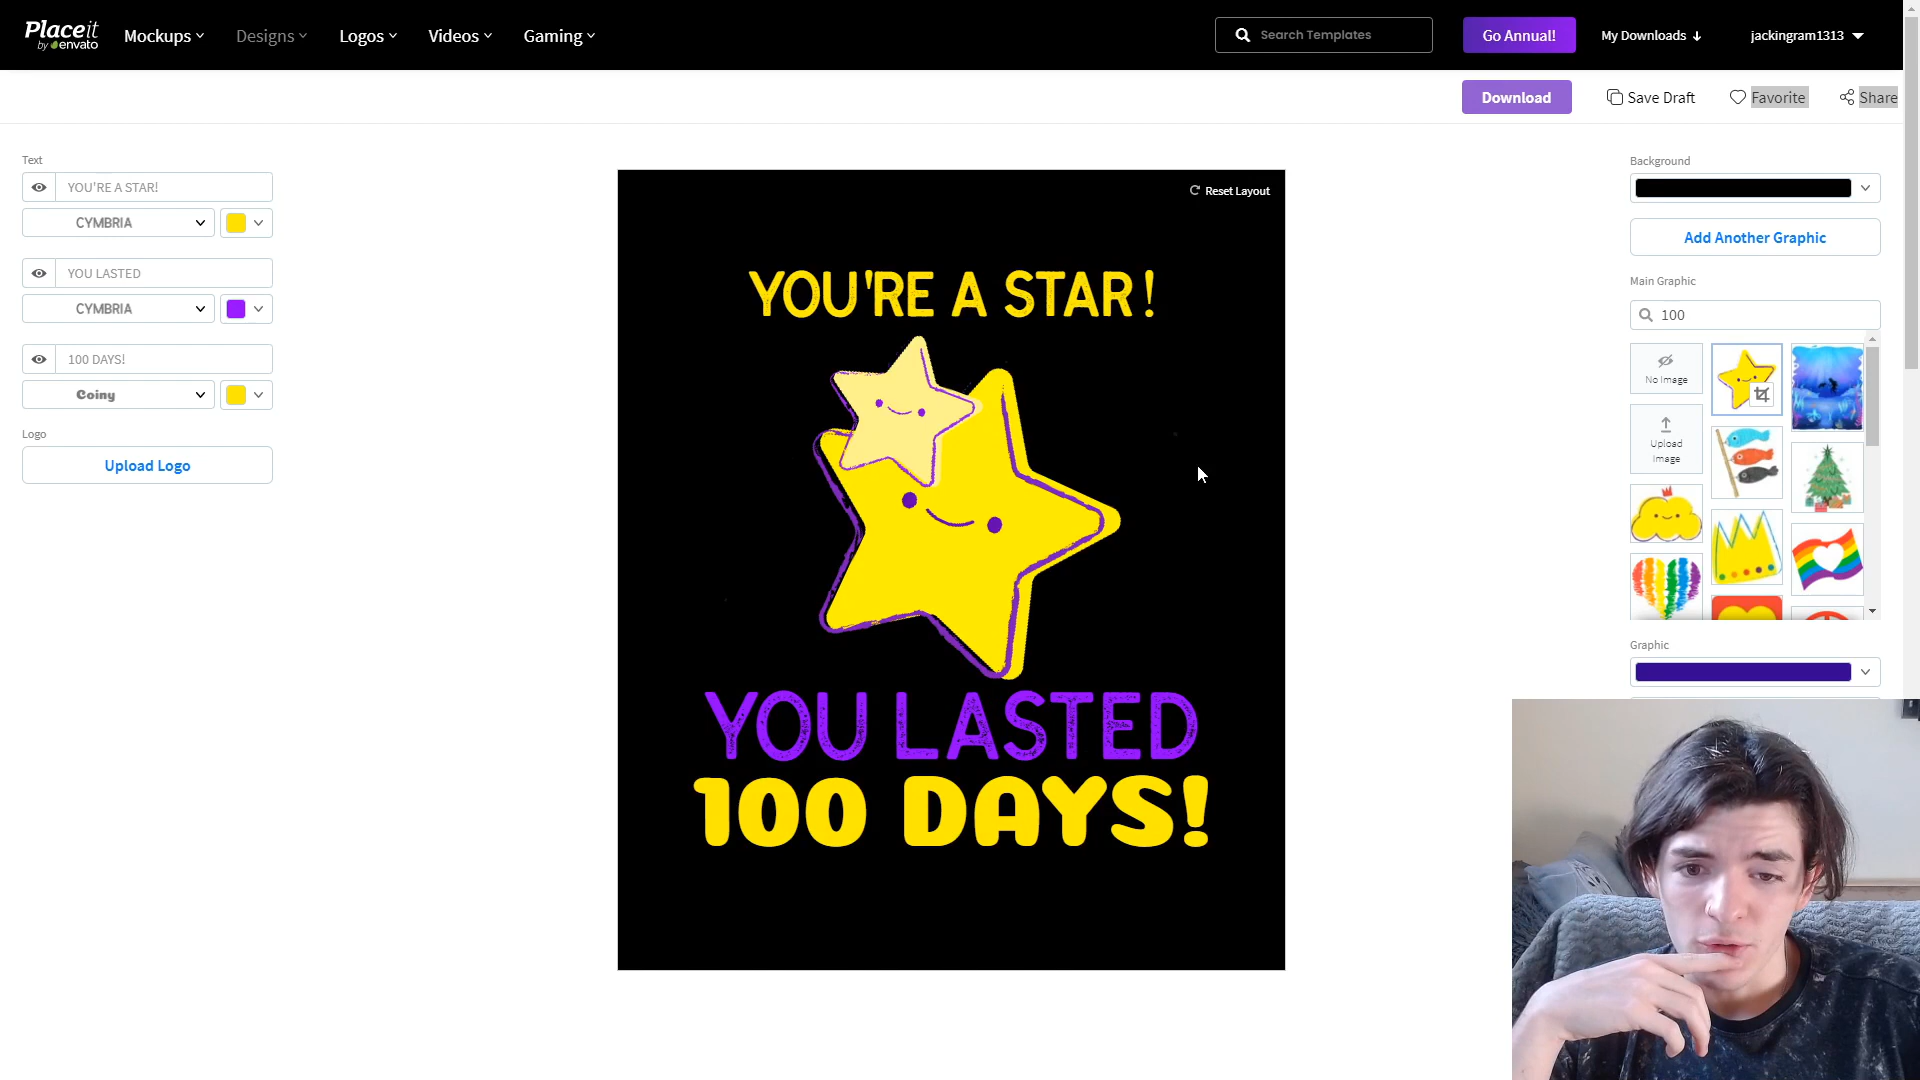 Placeit
by envato
Mockups
Designs
Logos
Videos
Gaming
Search Templates
Go Annual!
My Downloads
jackingram1313
Download
Save Draft
Favorite
Share
Text
YOU'RE A STAR!
CYMBRIA
YOU LASTED
CYMBRIA
100 DAYS!
Coiny
Logo
Upload Logo
Reset Layout
YOU'RE A STAR!
YOU LASTED
100 DAYS!
Background
Add Another Graphic
Main Graphic
100
No Image
Upload
Image
Graphic